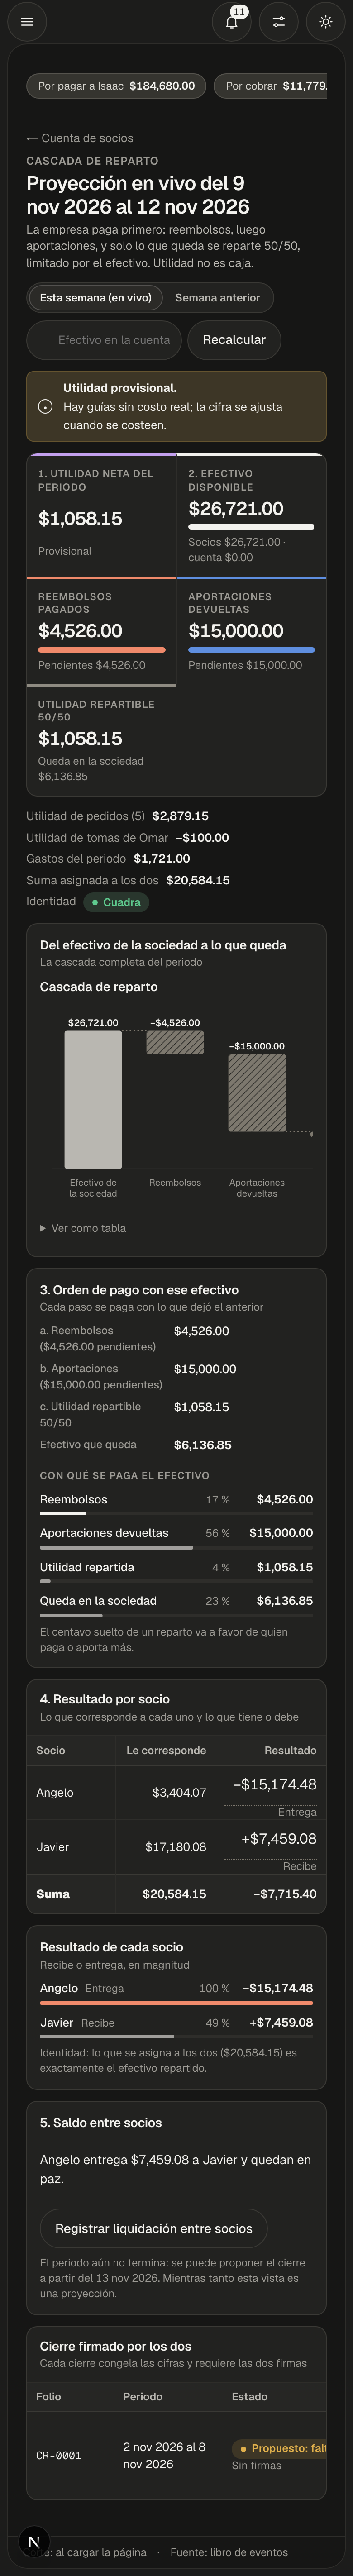 11
Por pagar a Isaac $184,680.00
Por cobrar $11,779.
← Cuenta de socios
CASCADA DE REPARTO
Proyección en vivo del 9
nov 2026 al 12 nov 2026
La empresa paga primero: reembolsos, luego
aportaciones, y solo lo que queda se reparte 50/50,
limitado por el efectivo. Utilidad no es caja.
Esta semana (en vivo)
Semana anterior
Efectivo en la cuenta
Recalcular
Utilidad provisional.
Hay guías sin costo real; la cifra se ajusta
cuando se costeen.
1. UTILIDAD NETA DEL
PERIODO
$1,058.15
Provisional
2. EFECTIVO
DISPONIBLE
$26,721.00
Socios $26,721.00 ·
cuenta $0.00
REEMBOLSOS
PAGADOS
$4,526.00
Pendientes $4,526.00
APORTACIONES
DEVUELTAS
$15,000.00
Pendientes $15,000.00
UTILIDAD REPARTIBLE
50/50
$1,058.15
Queda en la sociedad
$6,136.85
Utilidad de pedidos (5) $2,879.15
Utilidad de tomas de Omar −$100.00
Gastos del periodo $1,721.00
Suma asignada a los dos $20,584.15
Identidad Cuadra
Del efectivo de la sociedad a lo que queda
La cascada completa del periodo
Cascada de reparto
$26,721.00
−$4,526.00
−$15,000.00
Efectivo de
la sociedad
Reembolsos
Aportaciones
devueltas
▶ Ver como tabla
3. Orden de pago con ese efectivo
Cada paso se paga con lo que dejó el anterior
a. Reembolsos
($4,526.00 pendientes)
$4,526.00
b. Aportaciones
($15,000.00 pendientes)
$15,000.00
c. Utilidad repartible
50/50
$1,058.15
Efectivo que queda $6,136.85
CON QUÉ SE PAGA EL EFECTIVO
Reembolsos 17 % $4,526.00
Aportaciones devueltas 56 % $15,000.00
Utilidad repartida 4 % $1,058.15
Queda en la sociedad 23 % $6,136.85
El centavo suelto de un reparto va a favor de quien
paga o aporta más.
4. Resultado por socio
Lo que corresponde a cada uno y lo que tiene o debe
Socio Le corresponde Resultado
Angelo $3,404.07 −$15,174.48
Entrega
Javier $17,180.08 +$7,459.08
Recibe
Suma $20,584.15 −$7,715.40
Resultado de cada socio
Recibe o entrega, en magnitud
Angelo Entrega 100 % −$15,174.48
Javier Recibe 49 % +$7,459.08
Identidad: lo que se asigna a los dos ($20,584.15) es
exactamente el efectivo repartido.
5. Saldo entre socios
Angelo entrega $7,459.08 a Javier y quedan en
paz.
Registrar liquidación entre socios
El periodo aún no termina: se puede proponer el cierre
a partir del 13 nov 2026. Mientras tanto esta vista es
una proyección.
Cierre firmado por los dos
Cada cierre congela las cifras y requiere las dos firmas
Folio Periodo Estado
CR-0001
2 nov 2026 al 8
nov 2026
Propuesto:
Sin firmas
N
al cargar la página · Fuente: libro de eventos